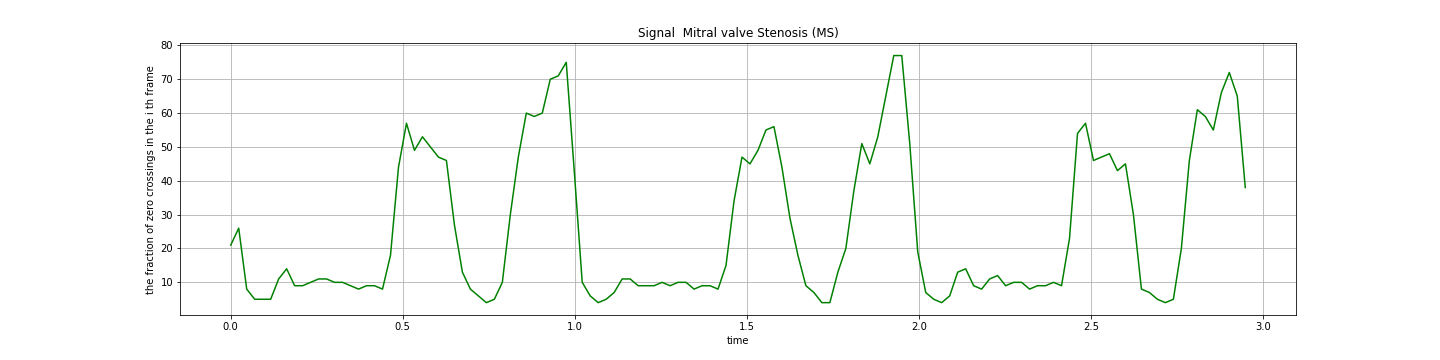 Signal  Mitral valve Stenosis (MS)
the fraction of zero crossings in the i th frame
80
70
60
50
40
30
20
10
0.0 0.5 1.0 1.5 2.0 2.5 3.0
time